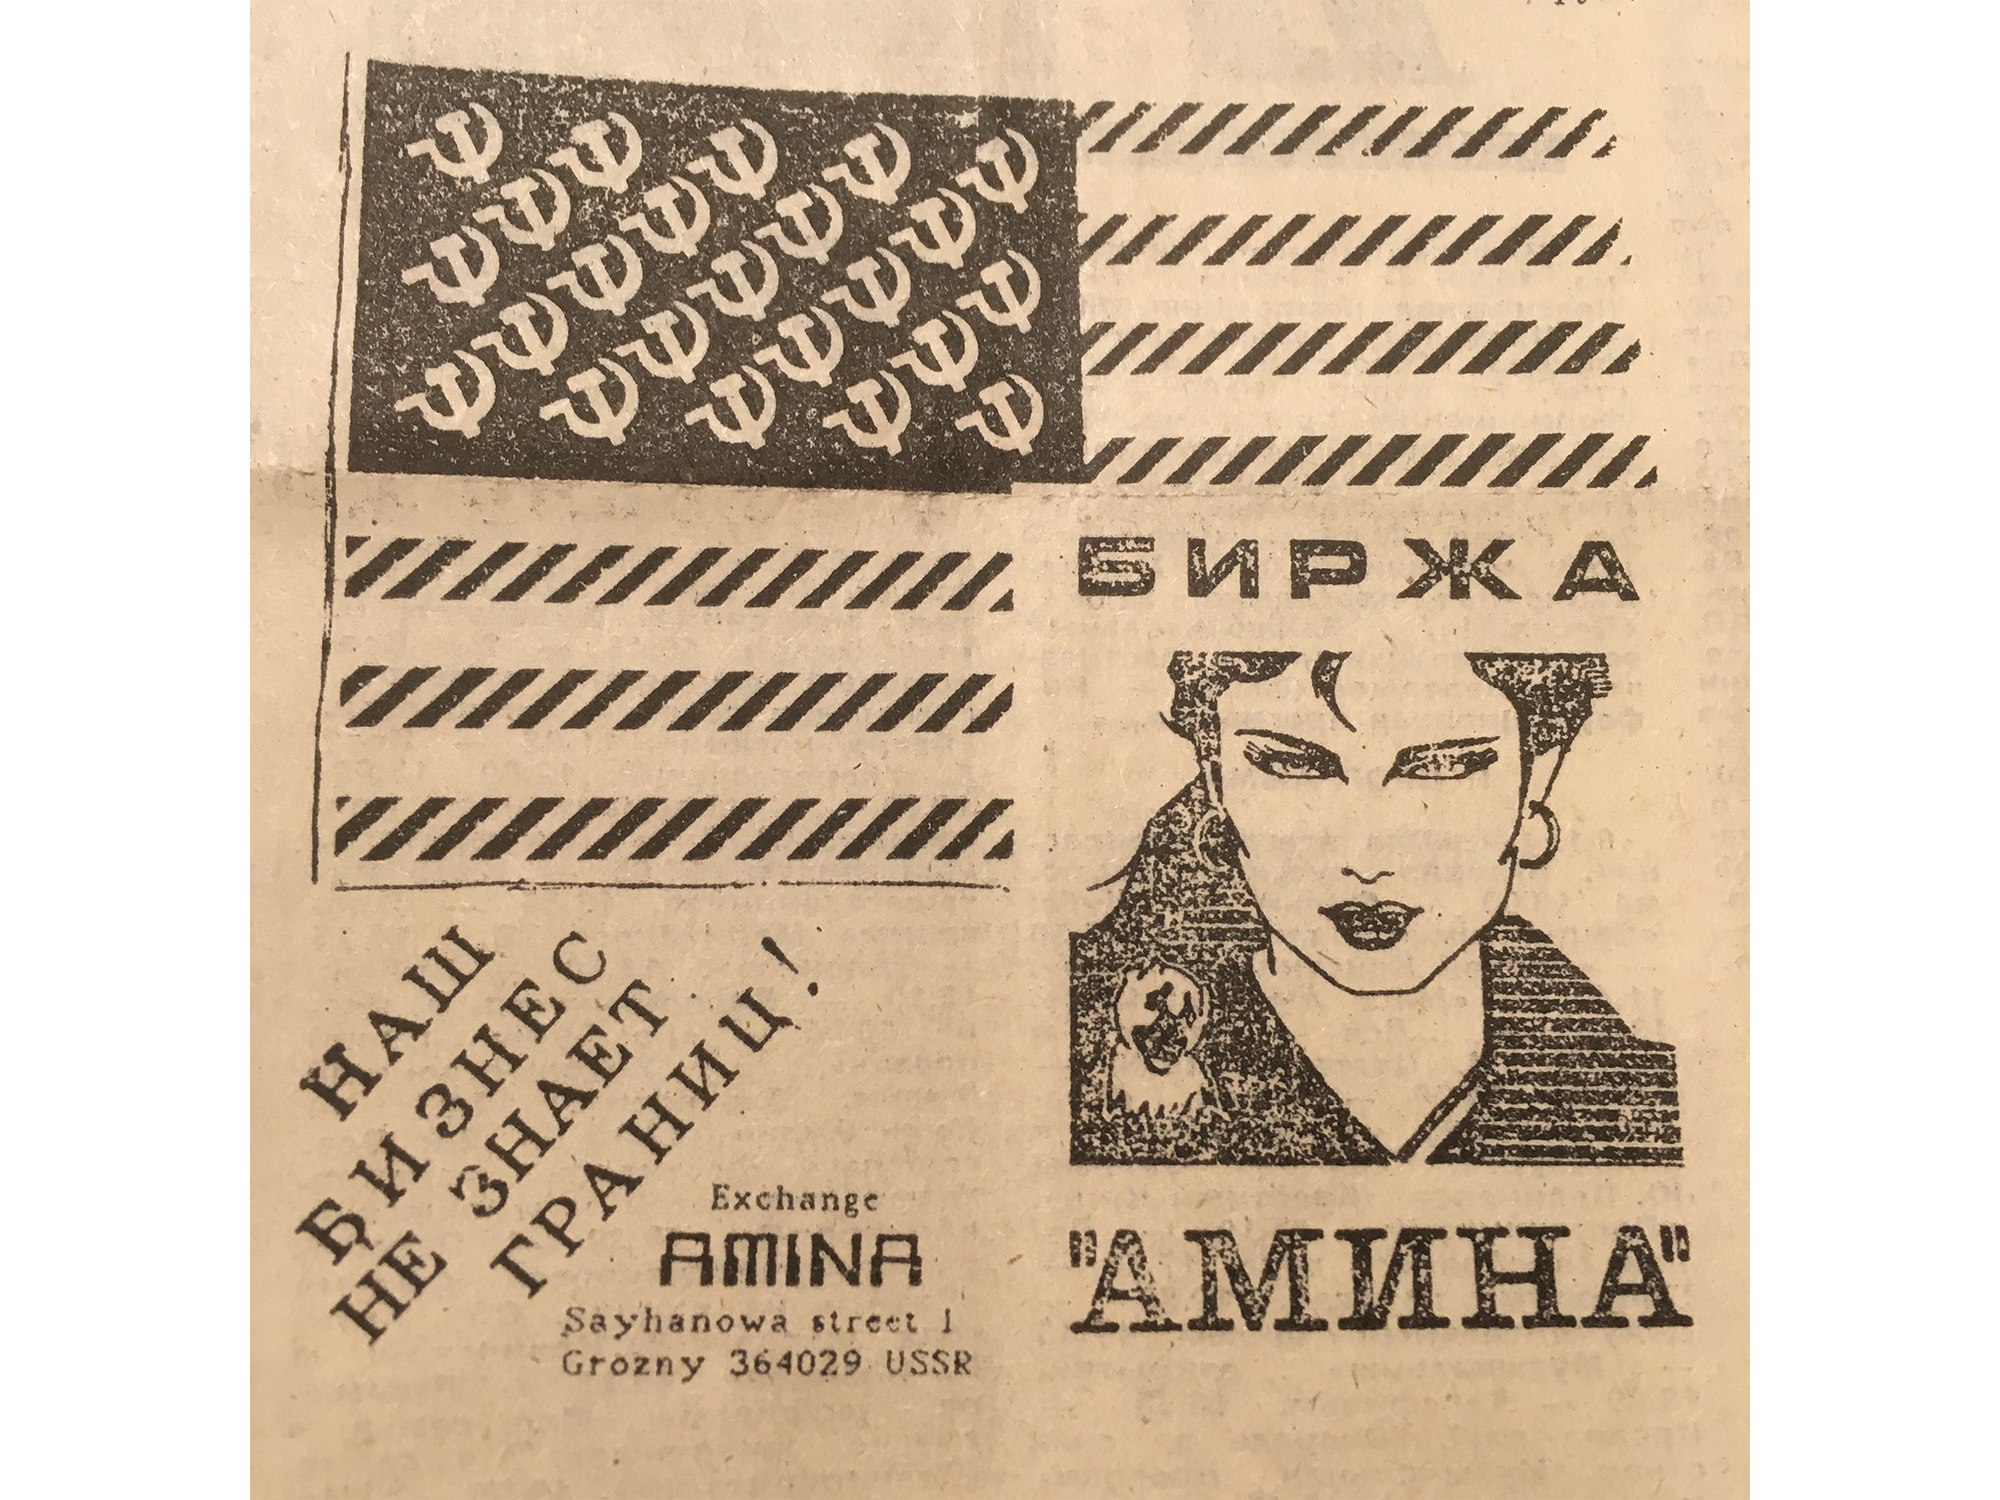 БИРЖА
"АМИНА"
НАШ
БИЗНЕС
НЕ ЗНАЕТ
ГРАНИЦ!
Exchange
AMINA
Sayhanowa street 1
Grozny 364029 USSR